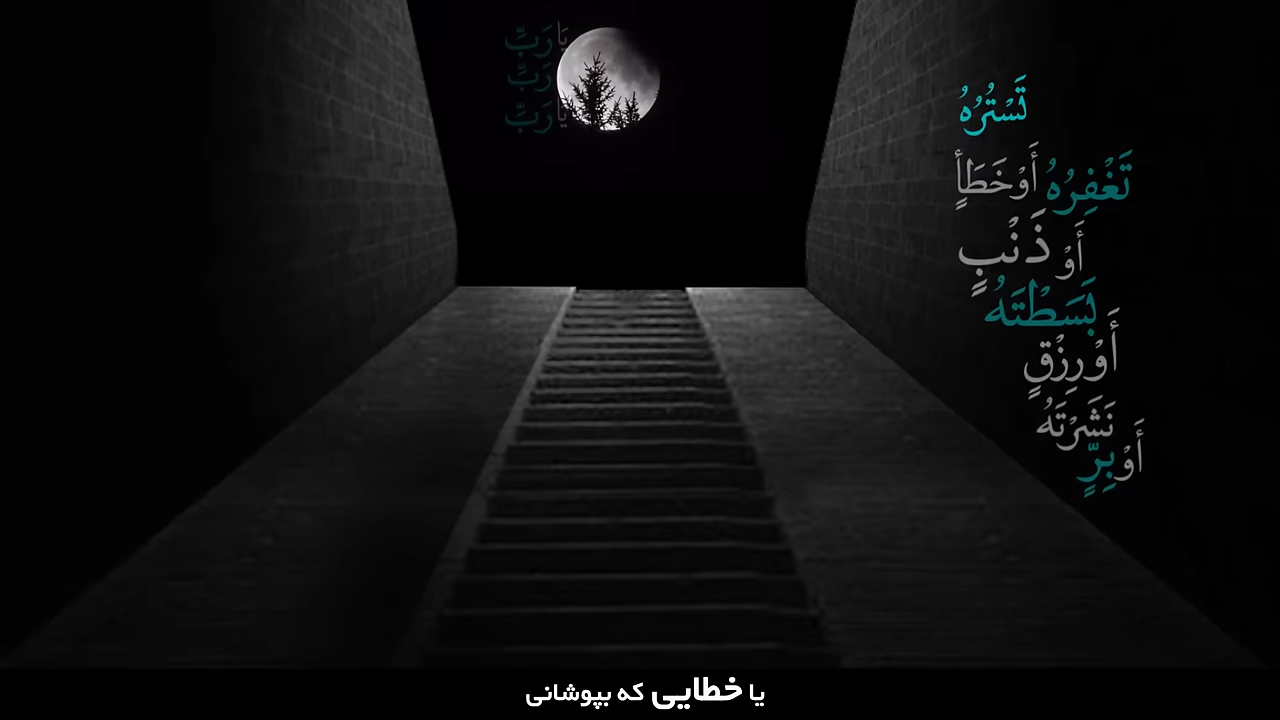 يَا رَبِّ
رَبِّ
يَا رَبِّ
تَسْتُرُهُ
تَغْفِرُهُ أَوْ خَطَأٍ
أَوْ ذَنْبٍ
بَسَطْتَهُ
أَوْ رِزْقٍ
نَشَرْتَهُ
أَوْ بِرٍّ
یا خطایی که بپوشانی